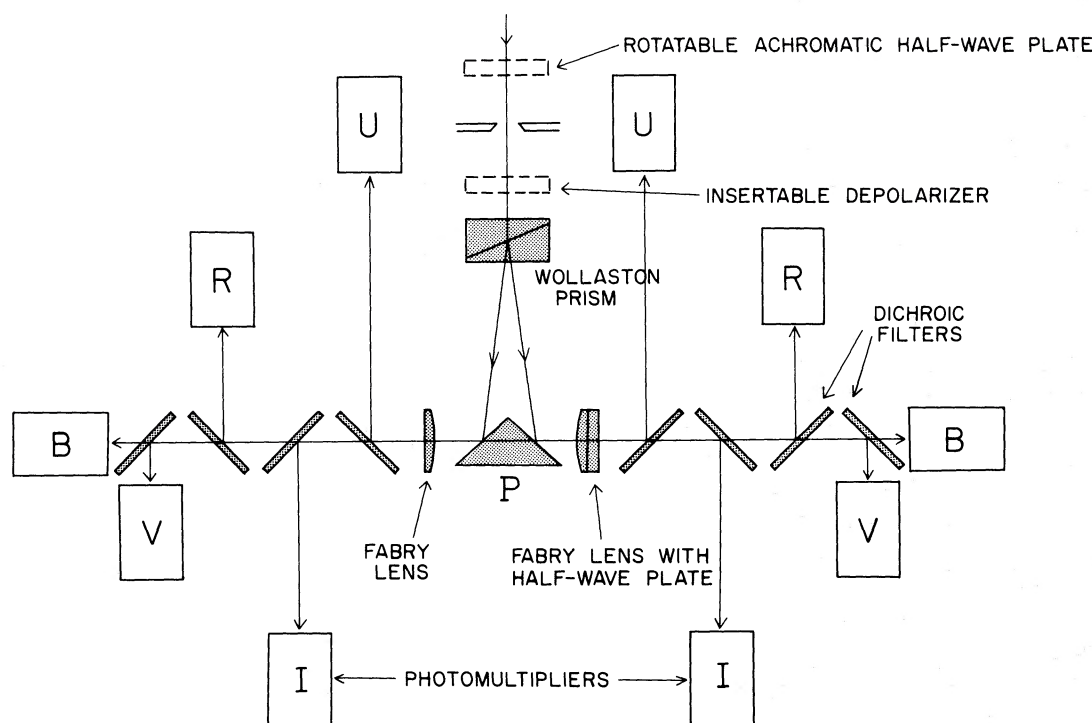 ROTATABLE ACHROMATIC HALF-WAVE PLATE
U
U
INSERTABLE DEPOLARIZER
WOLLASTON
PRISM
R
R
DICHROIC
FILTERS
B
B
P
V
V
FABRY
LENS
FABRY LENS WITH
HALF-WAVE PLATE
I
PHOTOMULTIPLIERS
I